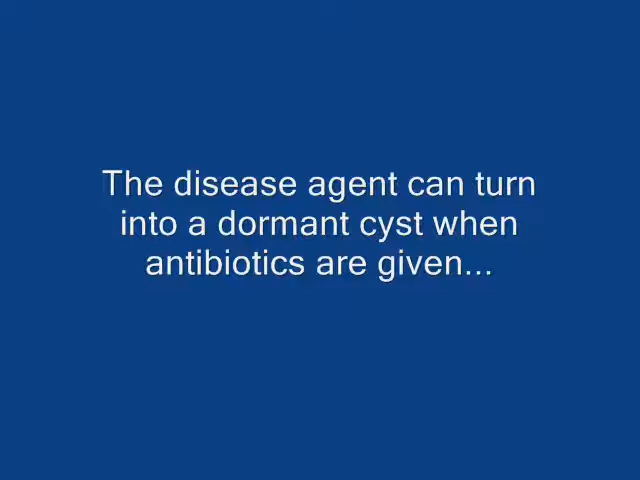 The disease agent can turn
into a dormant cyst when
antibiotics are given...